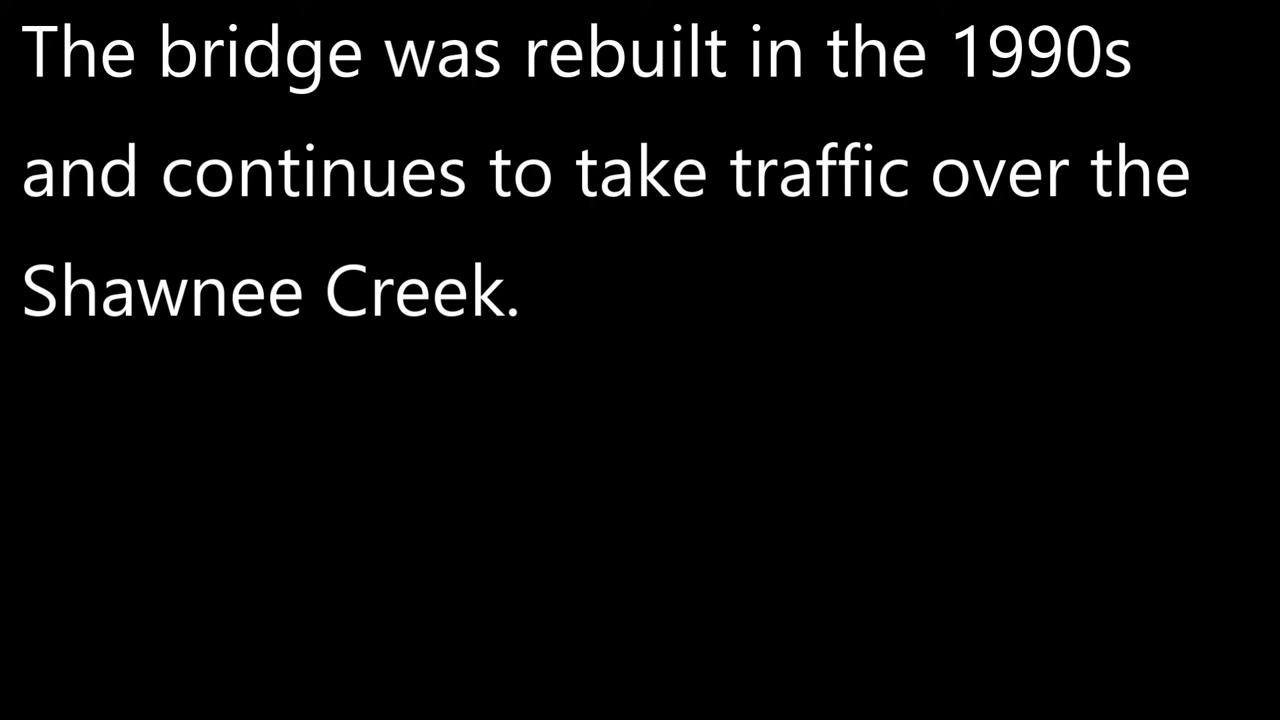 The bridge was rebuilt in the 1990s
and continues to take traffic over the
Shawnee Creek.